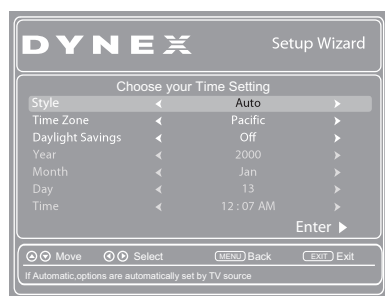 DYNEX
Setup Wizard
Choose your Time Setting
Style Auto
Time Zone Pacific
Daylight Savings Off
Year 2000
Month Jan
Day 13
Time 12 : 07 AM
Enter
Move Select MENU Back EXIT Exit
If Automatic,options are automatically set by TV source